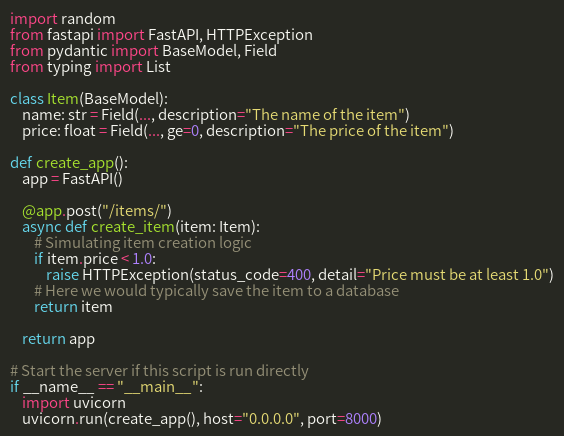 import random
from fastapi import FastAPI, HTTPException
from pydantic import BaseModel, Field
from typing import List

class Item(BaseModel):
    name: str = Field(..., description="The name of the item")
    price: float = Field(..., ge=0, description="The price of the item")

def create_app():
    app = FastAPI()

    @app.post("/items/")
    async def create_item(item: Item):
        # Simulating item creation logic
        if item.price < 1.0:
            raise HTTPException(status_code=400, detail="Price must be at least 1.0")
        # Here we would typically save the item to a database
        return item

    return app

# Start the server if this script is run directly
if __name__ == "__main__":
    import uvicorn
    uvicorn.run(create_app(), host="0.0.0.0", port=8000)